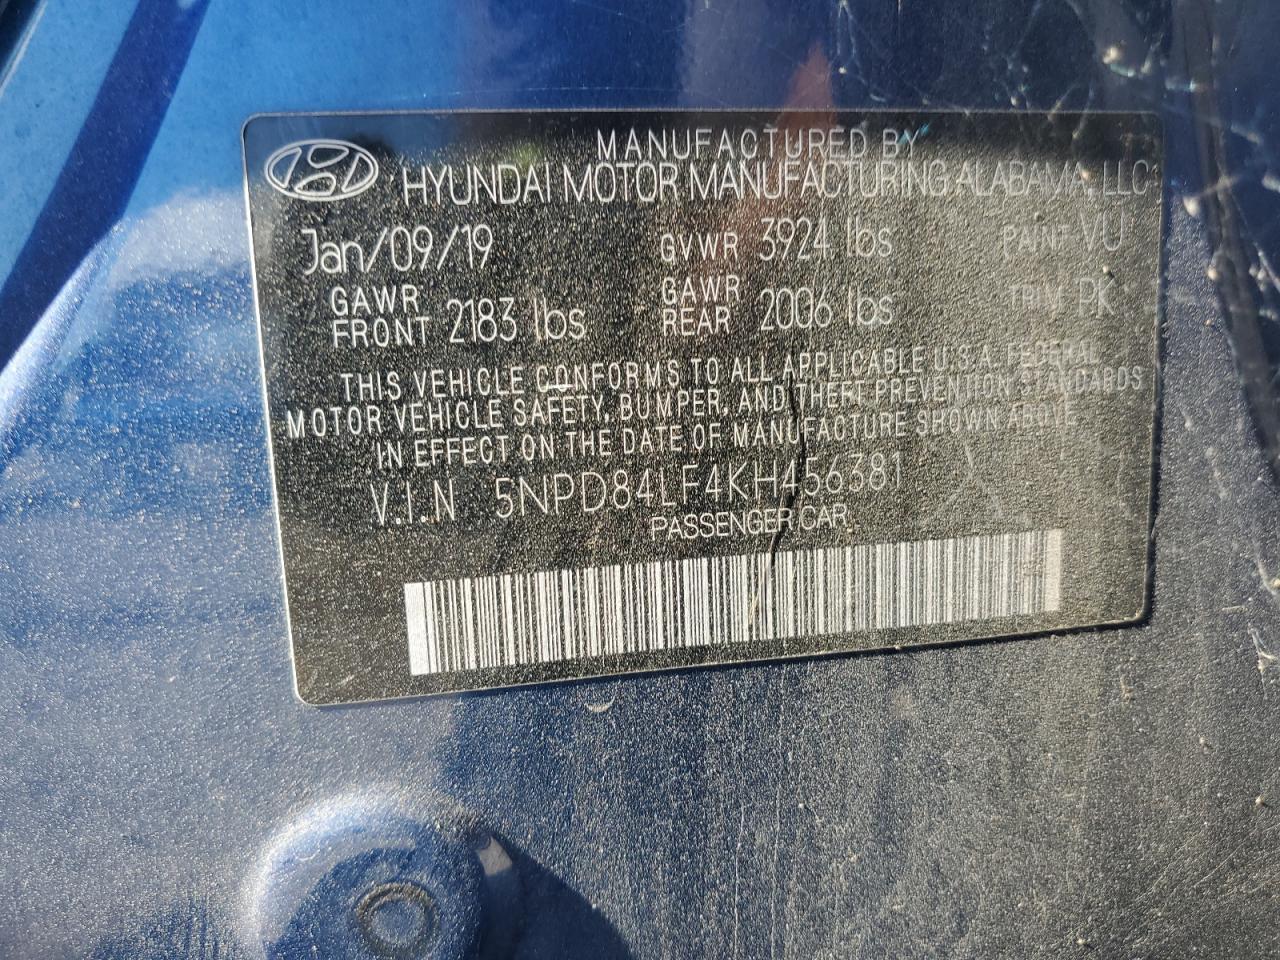 MANUFACTURED BY
HYUNDAI MOTOR MANUFACTURING ALABAMA, LLC
Jan/09/19 GVWR 3924 lbs PAINT VU
GAWR FRONT 2183 lbs GAWR REAR 2006 lbs TRIM PK
THIS VEHICLE CONFORMS TO ALL APPLICABLE U.S.A. FEDERAL
MOTOR VEHICLE SAFETY, BUMPER, AND THEFT PREVENTION STANDARDS
IN EFFECT ON THE DATE OF MANUFACTURE SHOWN ABOVE
V.I.N 5NPD84LF4KH456381
PASSENGER CAR